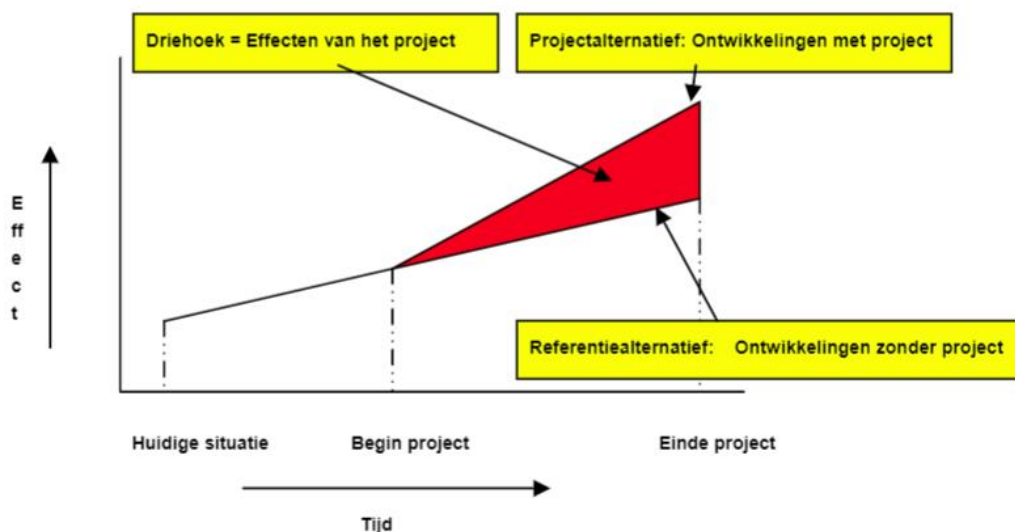 Driehoek = Effecten van het project
Projectalternatief: Ontwikkelingen met project
Effect
Referentiealternatief: Ontwikkelingen zonder project
Huidige situatie
Begin project
Einde project
Tijd